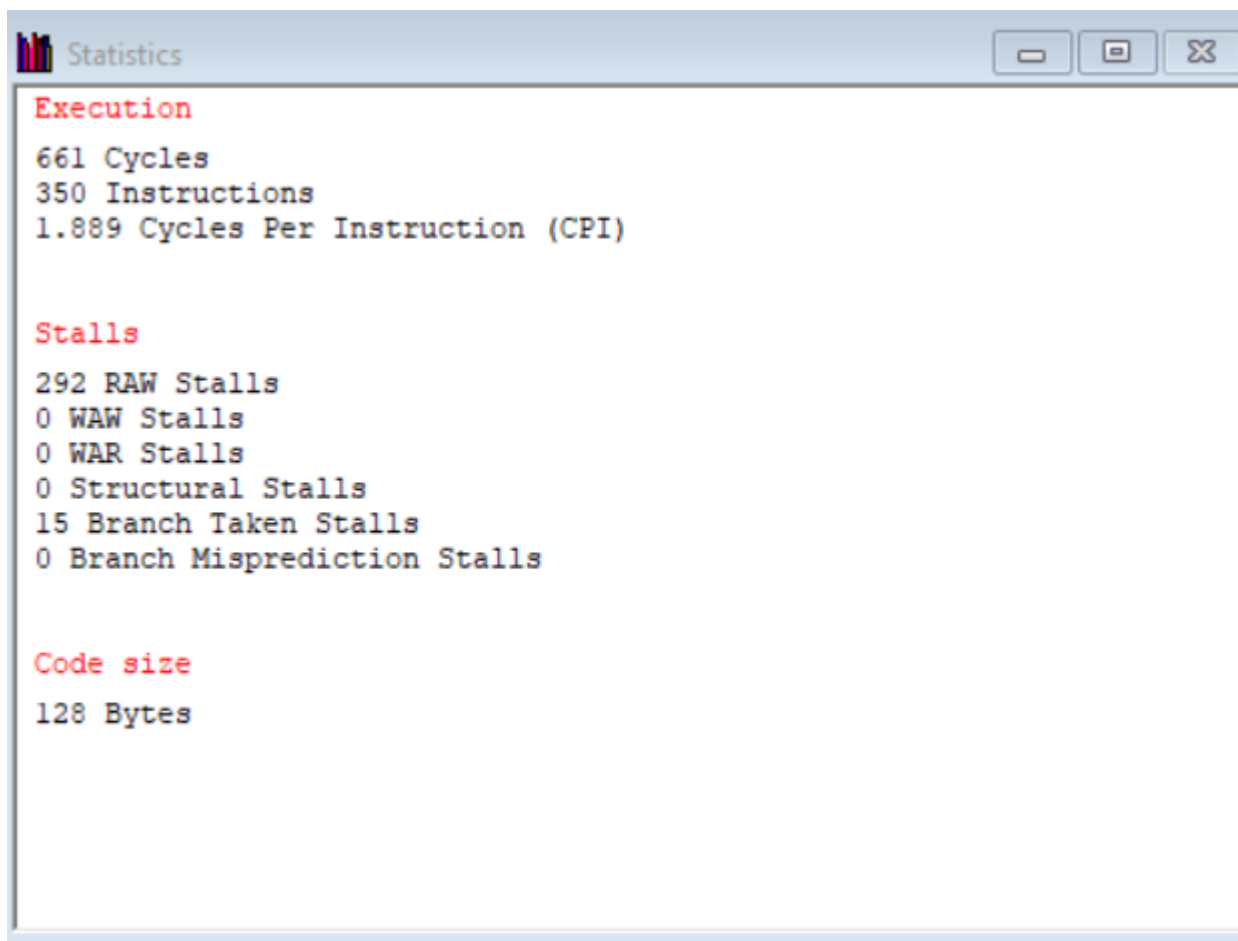 Statistics
Execution
661 Cycles
350 Instructions
1.889 Cycles Per Instruction (CPI)
Stalls
292 RAW Stalls
0 WAW Stalls
0 WAR Stalls
0 Structural Stalls
15 Branch Taken Stalls
0 Branch Misprediction Stalls
Code size
128 Bytes